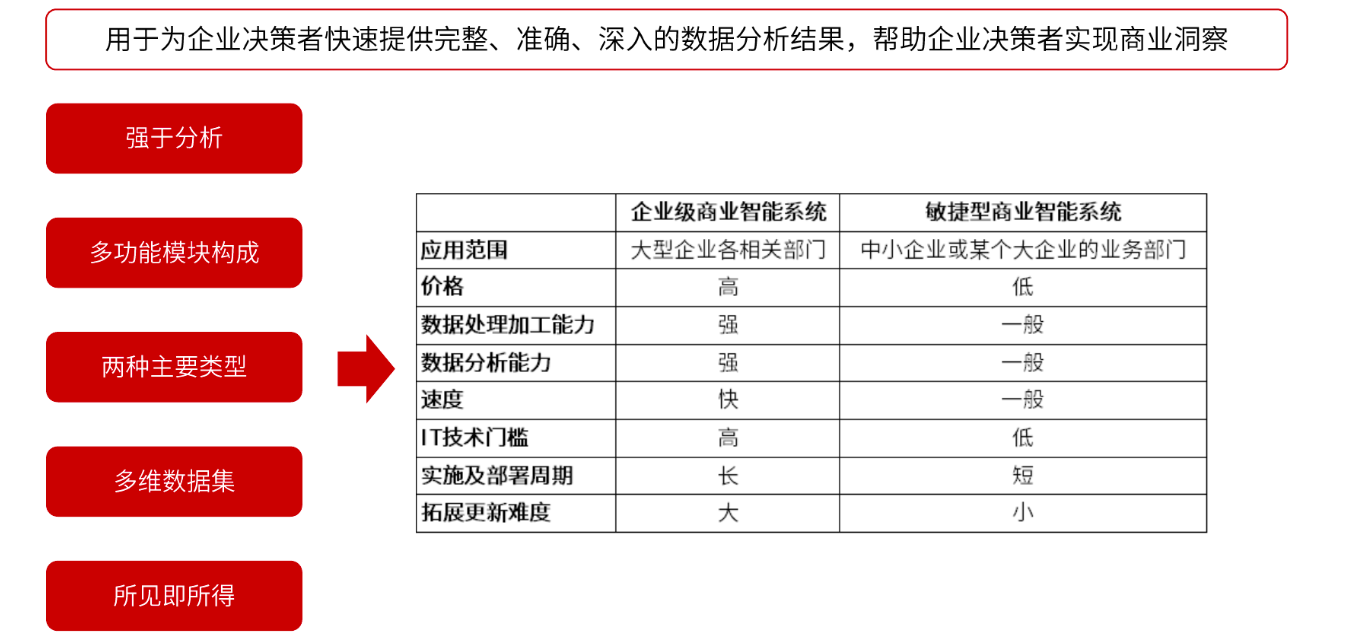 用于为企业决策者快速提供完整、准确、深入的数据分析结果，帮助企业决策者实现商业洞察
强于分析
多功能模块构成
两种主要类型
多维数据集
所见即所得
企业级商业智能系统 敏捷型商业智能系统
应用范围 大型企业各相关部门 中小企业或某个大企业的业务部门
价格 高 低
数据处理加工能力 强 一般
数据分析能力 强 一般
速度 快 一般
IT技术门槛 高 低
实施及部署周期 长 短
拓展更新难度 大 小